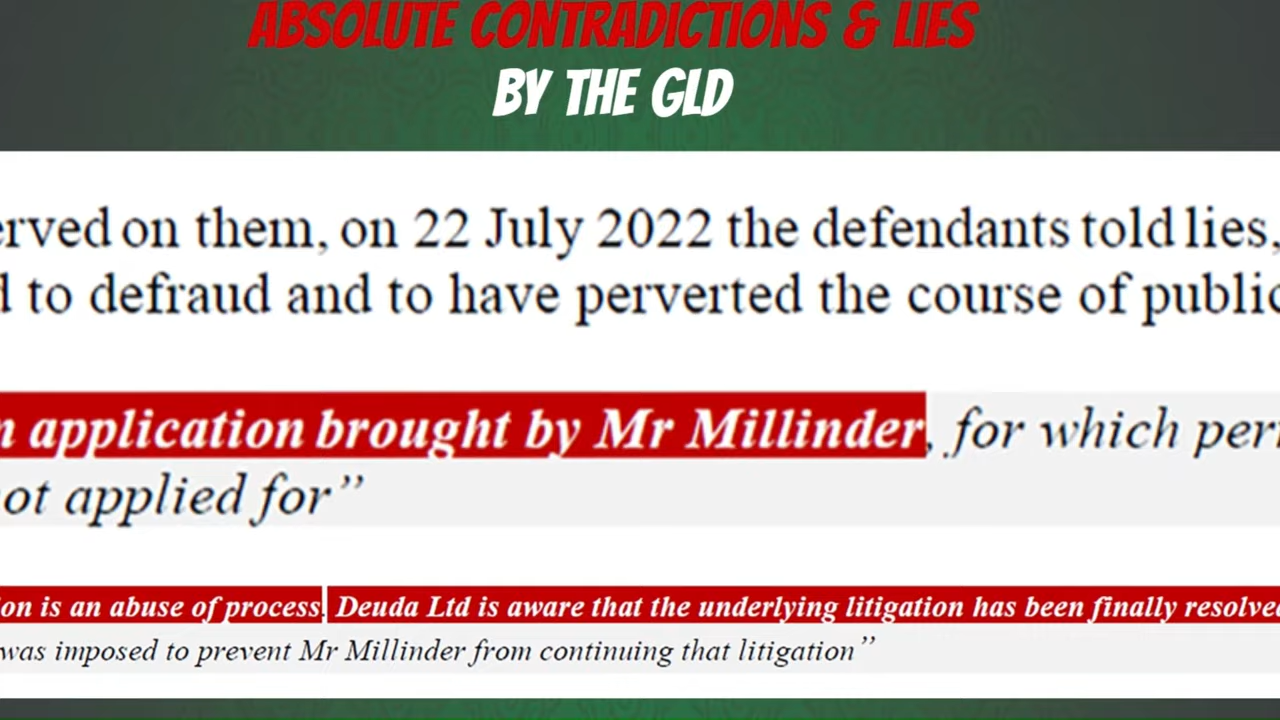 ABSOLUTE CONTRADICTIONS & LIES
BY THE GLD
on them, on 22 July 2022 the defendants told lies,
to defraud and to have perverted the course of public
application brought by Mr Millinder, for which
applied for”
is an abuse of process. Deuda Ltd is aware that the underlying litigation has been finally resolved
was imposed to prevent Mr Millinder from continuing that litigation”